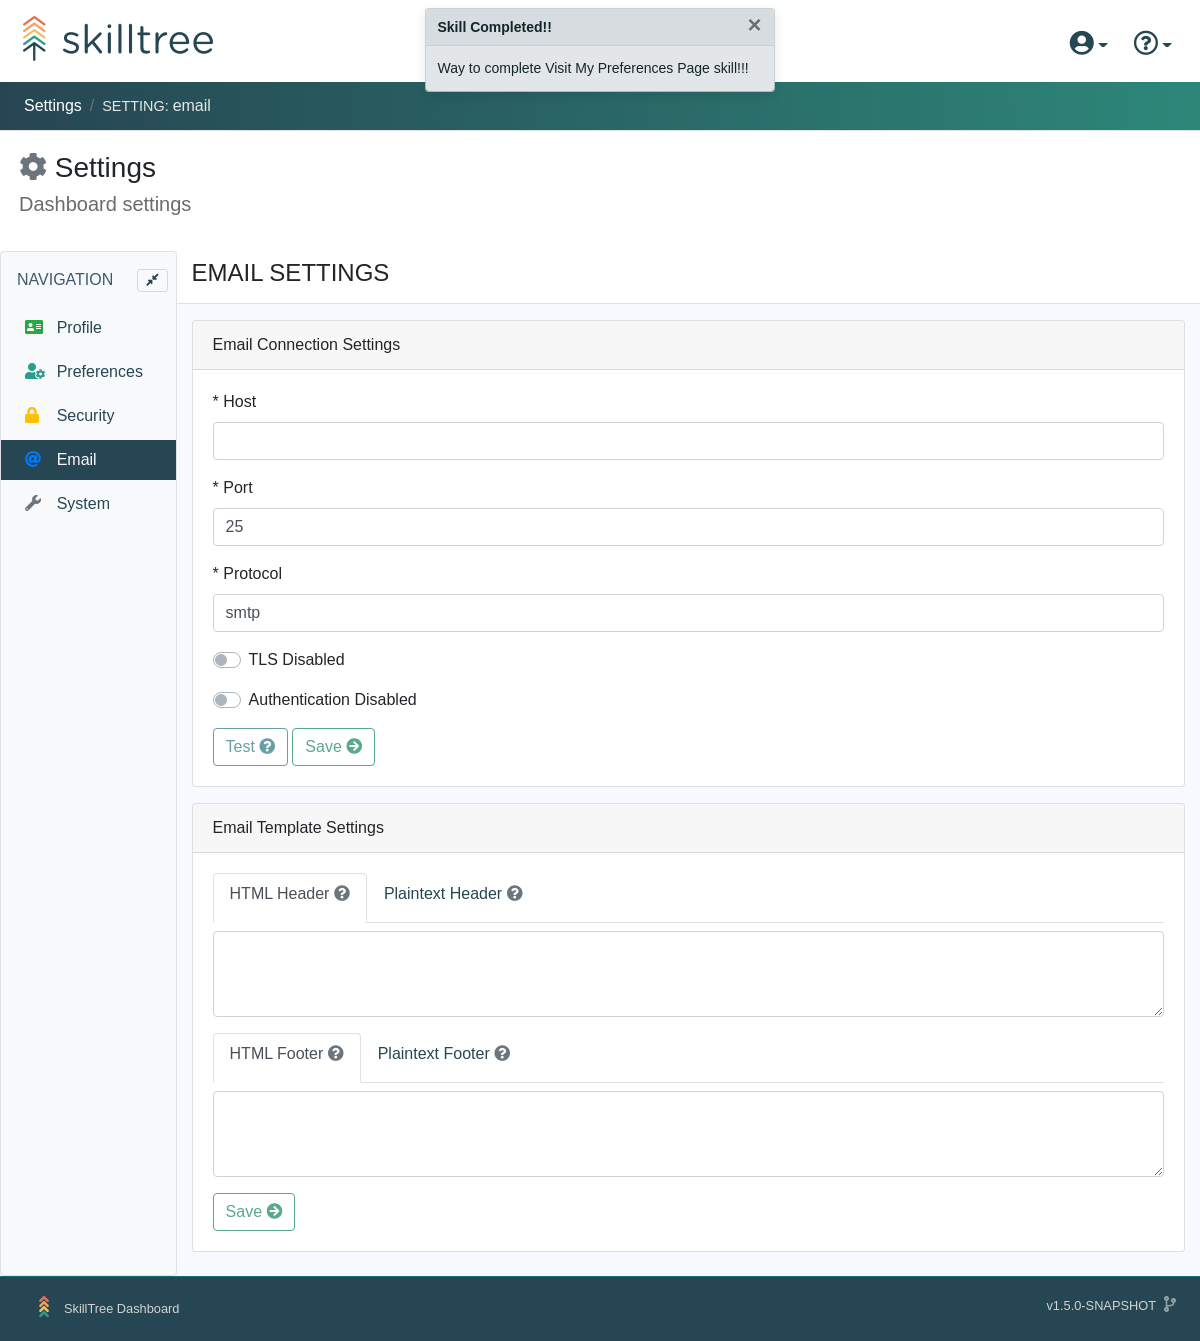 skilltree
Skill Completed!!
Way to complete Visit My Preferences Page skill!!!
Settings / SETTING: email
Settings
Dashboard settings
NAVIGATION
Profile
Preferences
Security
Email
System
EMAIL SETTINGS
Email Connection Settings
* Host
* Port
25
* Protocol
smtp
TLS Disabled
Authentication Disabled
Test Save
Email Template Settings
HTML Header Plaintext Header
HTML Footer Plaintext Footer
Save
SkillTree Dashboard
v1.5.0-SNAPSHOT